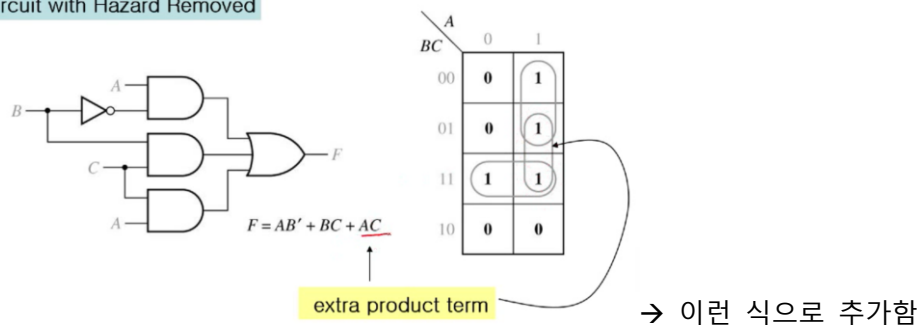 rcuit with Hazard Removed
A
BC
0 1
00 0 1
01 0 1
11 1 1
10 0 0
A
B
C
A
F
F = AB′ + BC + AC
extra product term
→ 이런 식으로 추가함